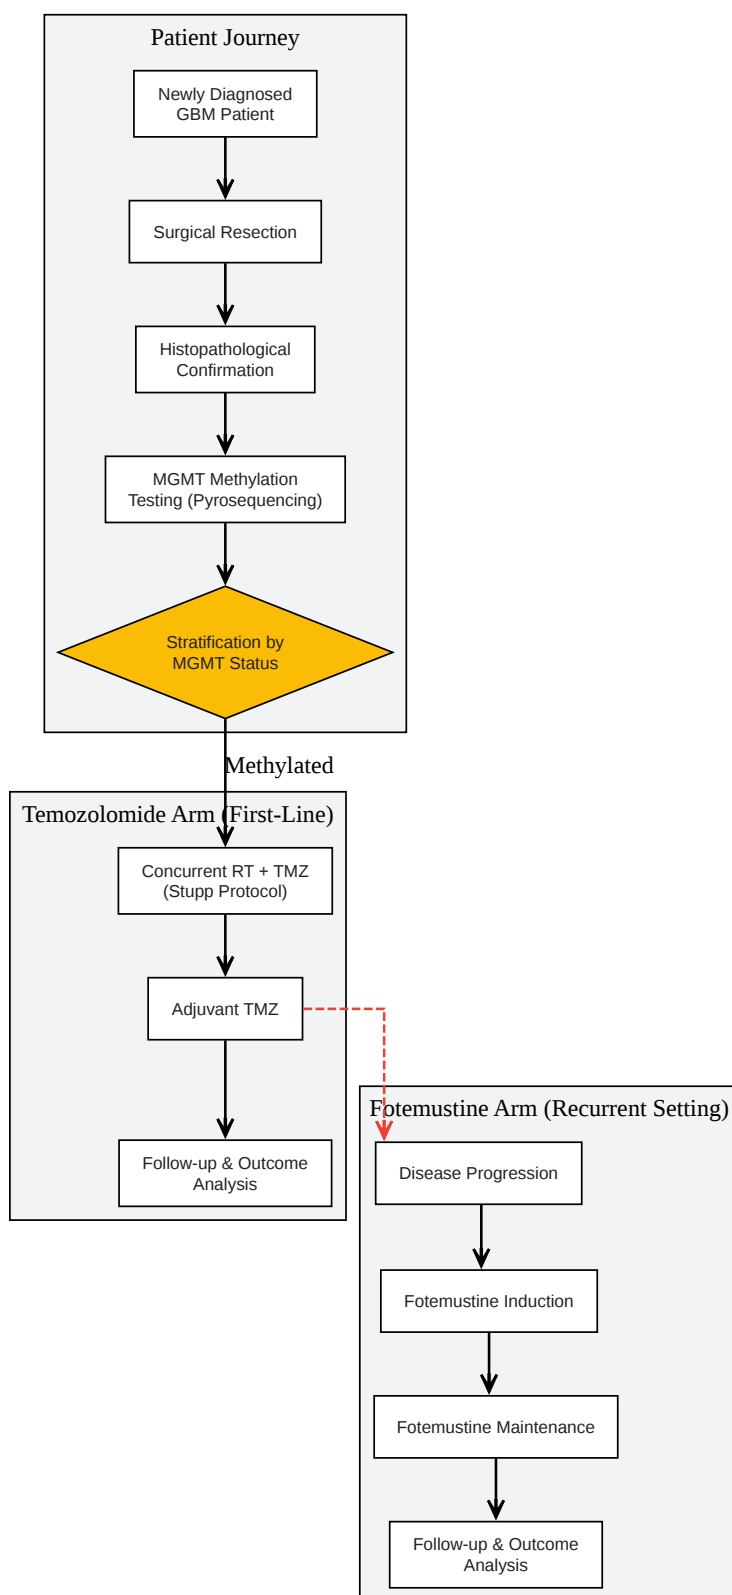 Patient Journey
Newly Diagnosed
GBM Patient
Surgical Resection
Histopathological
Confirmation
MGMT Methylation
Testing (Pyrosequencing)
Stratification by
MGMT Status
Methylated
Temozolomide Arm (First-Line)
Concurrent RT + TMZ
(Stupp Protocol)
Adjuvant TMZ
Follow-up & Outcome
Analysis
Fotemustine Arm (Recurrent Setting)
Disease Progression
Fotemustine Induction
Fotemustine Maintenance
Follow-up & Outcome
Analysis